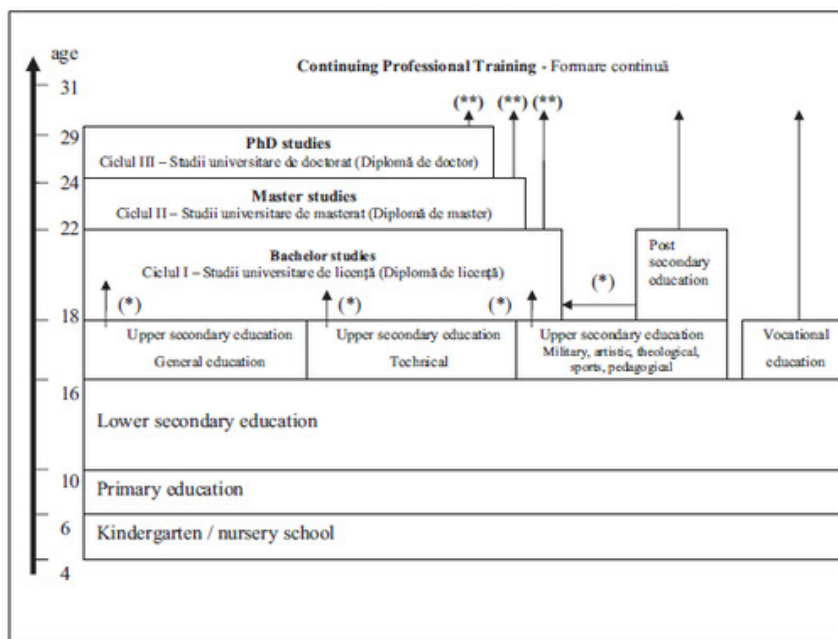 age
Continuing Professional Training - Formare continuă
31
(**) (**) (**)
29
PhD studies
Ciclul III – Studii universitare de doctorat (Diplomă de doctor)
24
Master studies
Ciclul II – Studii universitare de masterat (Diplomă de master)
22
Bachelor studies
Ciclul I – Studii universitare de licență (Diplomă de licență)
Post
secondary
education
(*) (*) (*) (*)
18
Upper secondary education
General education
Upper secondary education
Technical
Upper secondary education
Military, artistic, theological,
sports, pedagogical
Vocational
education
16
Lower secondary education
10
Primary education
6
Kindergarten / nursery school
4